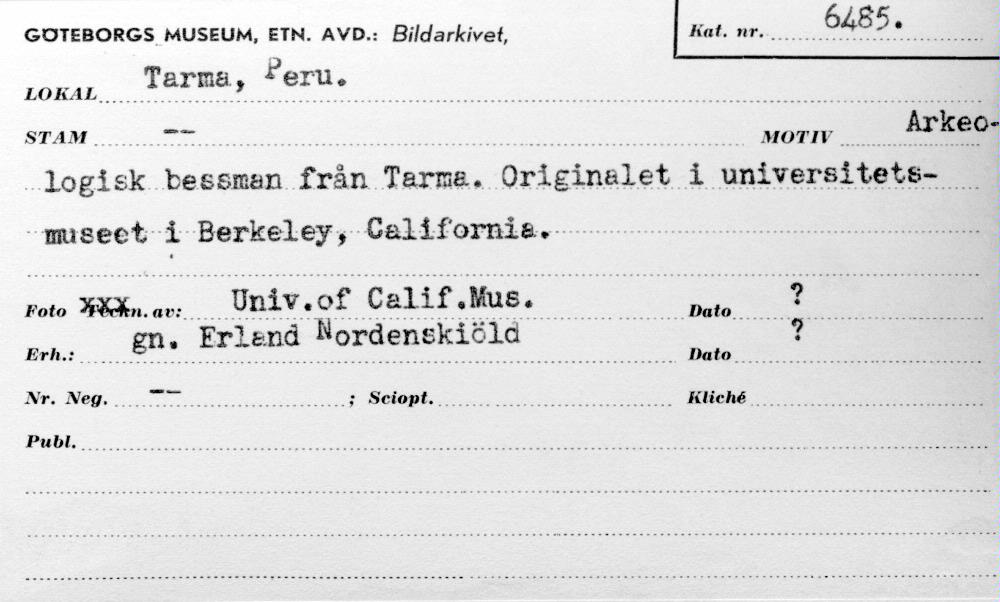 GÖTEBORGS MUSEUM, ETN. AVD.: Bildarkivet,
Kat. nr. 6485.
LOKAL Tarma, Peru.
STAM -- MOTIV Arkeo-
logisk bessman från Tarma. Originalet i universitets-
museet i Berkeley, California.
Foto xxx Teckn. av: Univ.of Calif.Mus. Dato ?
Erh.: gn. Erland Nordenskiöld Dato ?
Nr. Neg. -- ; Sciopt. Kliché
Publ.